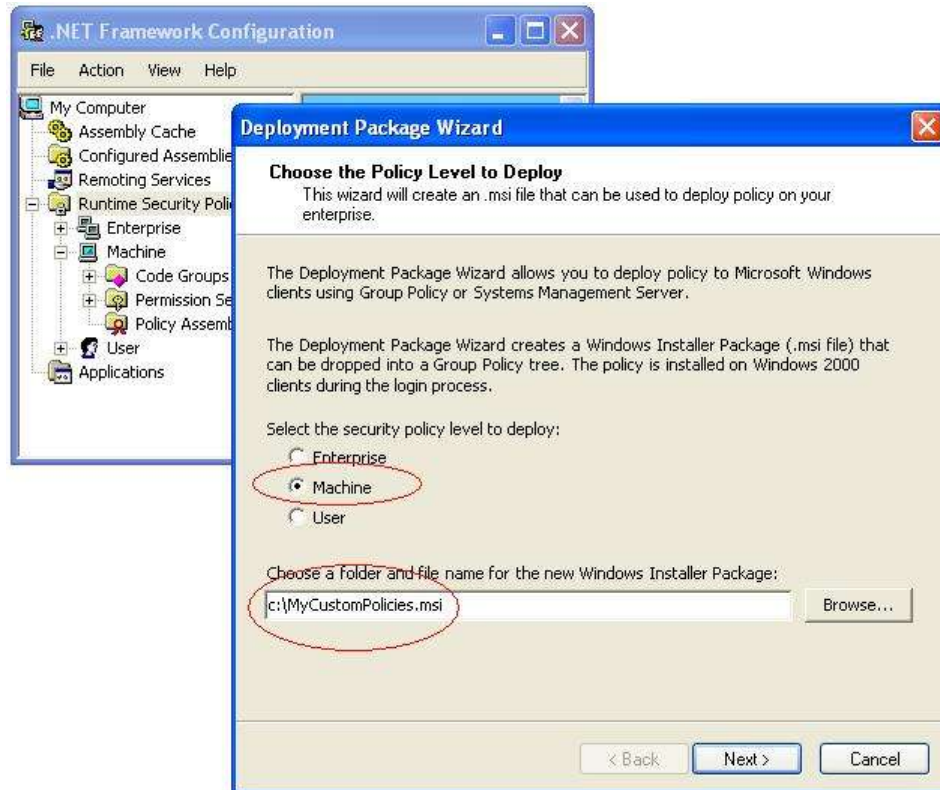 .NET Framework Configuration
File Action View Help
My Computer
Assembly Cache
Configured Assemblie
Remoting Services
Runtime Security Poli
Enterprise
Machine
Code Groups
Permission Se
Policy Assemb
User
Applications
Deployment Package Wizard
Choose the Policy Level to Deploy
This wizard will create an .msi file that can be used to deploy policy on your
enterprise.
The Deployment Package Wizard allows you to deploy policy to Microsoft Windows
clients using Group Policy or Systems Management Server.
The Deployment Package Wizard creates a Windows Installer Package (.msi file) that
can be dropped into a Group Policy tree. The policy is installed on Windows 2000
clients during the login process.
Select the security policy level to deploy:
Enterprise
Machine
User
Choose a folder and file name for the new Windows Installer Package:
c:\MyCustomPolicies.msi
Browse...
< Back Next > Cancel